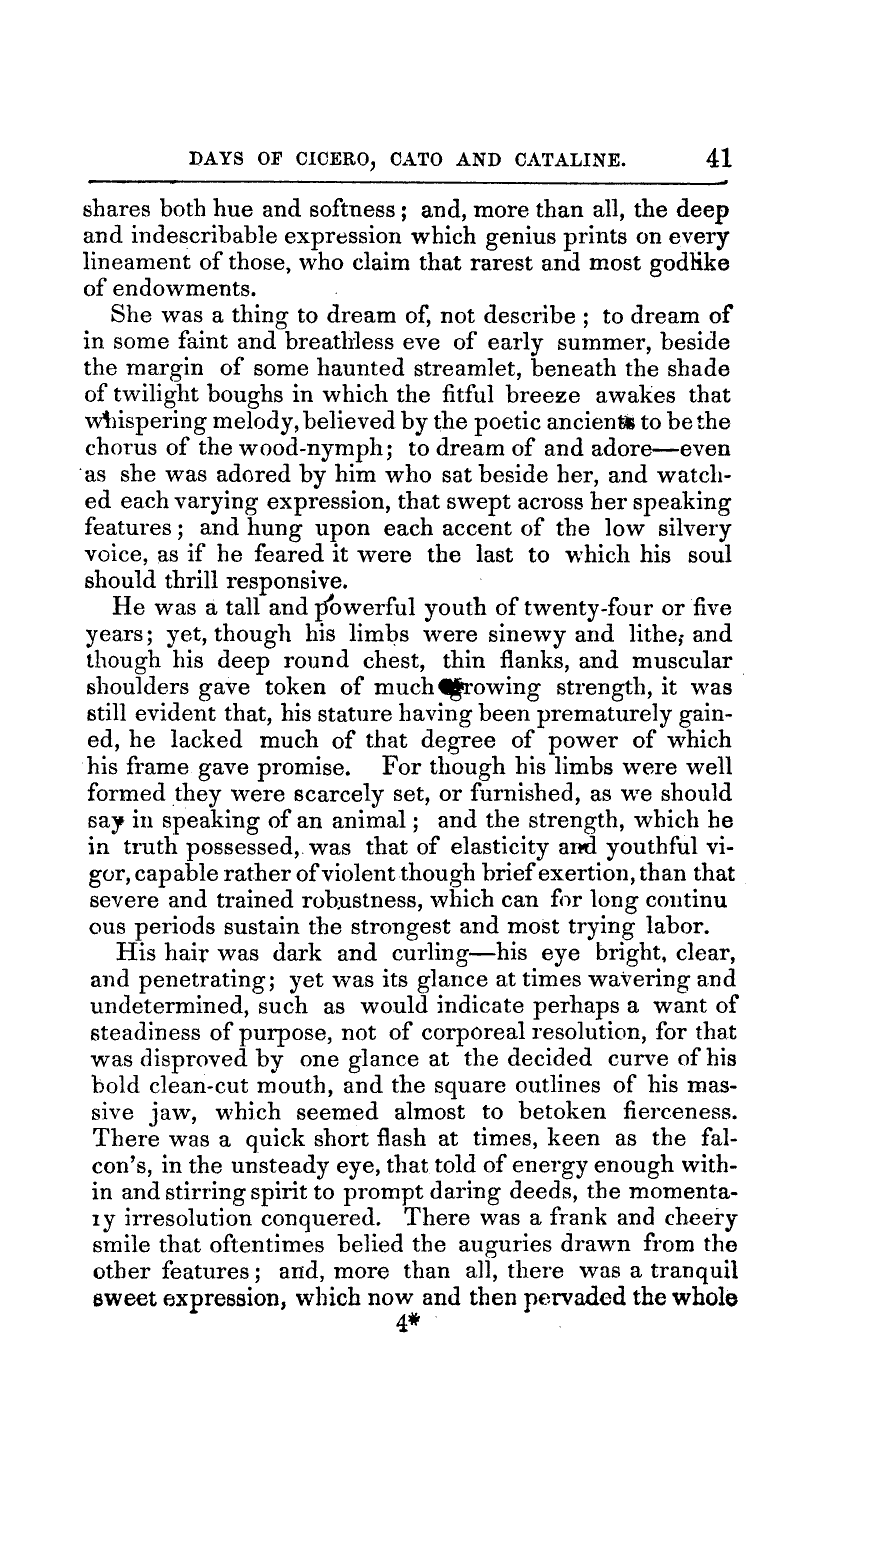 DAYS OF CICERO, CATO AND CATALINE. 41
shares both hue and softness; and, more than all, the deep
and indescribable expression which genius prints on every
lineament of those, who claim that rarest and most godlike
of endowments.
She was a thing to dream of, not describe; to dream of
in some faint and breathless eve of early summer, beside
the margin of some haunted streamlet, beneath the shade
of twilight boughs in which the fitful breeze awakes that
whispering melody, believed by the poetic ancients to be the
chorus of the wood-nymph; to dream of and adore—even
as she was adored by him who sat beside her, and watch-
ed each varying expression, that swept across her speaking
features; and hung upon each accent of the low silvery
voice, as if he feared it were the last to which his soul
should thrill responsive.
He was a tall and powerful youth of twenty-four or five
years; yet, though his limbs were sinewy and lithe, and
though his deep round chest, thin flanks, and muscular
shoulders gave token of much growing strength, it was
still evident that, his stature having been prematurely gain-
ed, he lacked much of that degree of power of which
his frame gave promise. For though his limbs were well
formed they were scarcely set, or furnished, as we should
say in speaking of an animal; and the strength, which he
in truth possessed, was that of elasticity and youthful vi-
gor, capable rather of violent though brief exertion, than that
severe and trained robustness, which can for long continu
ous periods sustain the strongest and most trying labor.
His hair was dark and curling—his eye bright, clear,
and penetrating; yet was its glance at times wavering and
undetermined, such as would indicate perhaps a want of
steadiness of purpose, not of corporeal resolution, for that
was disproved by one glance at the decided curve of his
bold clean-cut mouth, and the square outlines of his mas-
sive jaw, which seemed almost to betoken fierceness.
There was a quick short flash at times, keen as the fal-
con's, in the unsteady eye, that told of energy enough with-
in and stirring spirit to prompt daring deeds, the momenta-
ry irresolution conquered. There was a frank and cheery
smile that oftentimes belied the auguries drawn from the
other features; and, more than all, there was a tranquil
sweet expression, which now and then pervaded the whole
4*